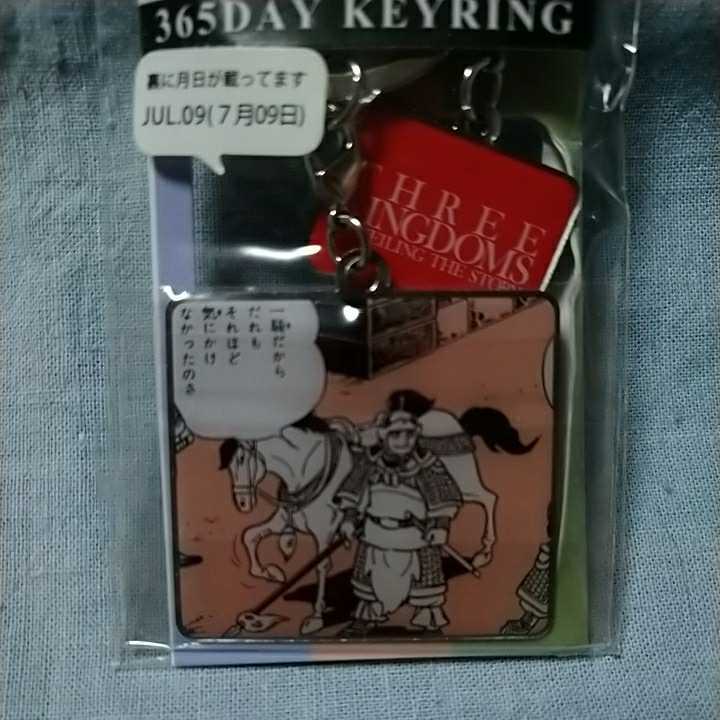 365DAY KEYRING
裏に月日が載ってます
JUL.09(7月09日)
THREE
KINGDOMS
UNVEILING THE STORY
一騎だから
だれも
それほど
気にかけ
なかったのさ